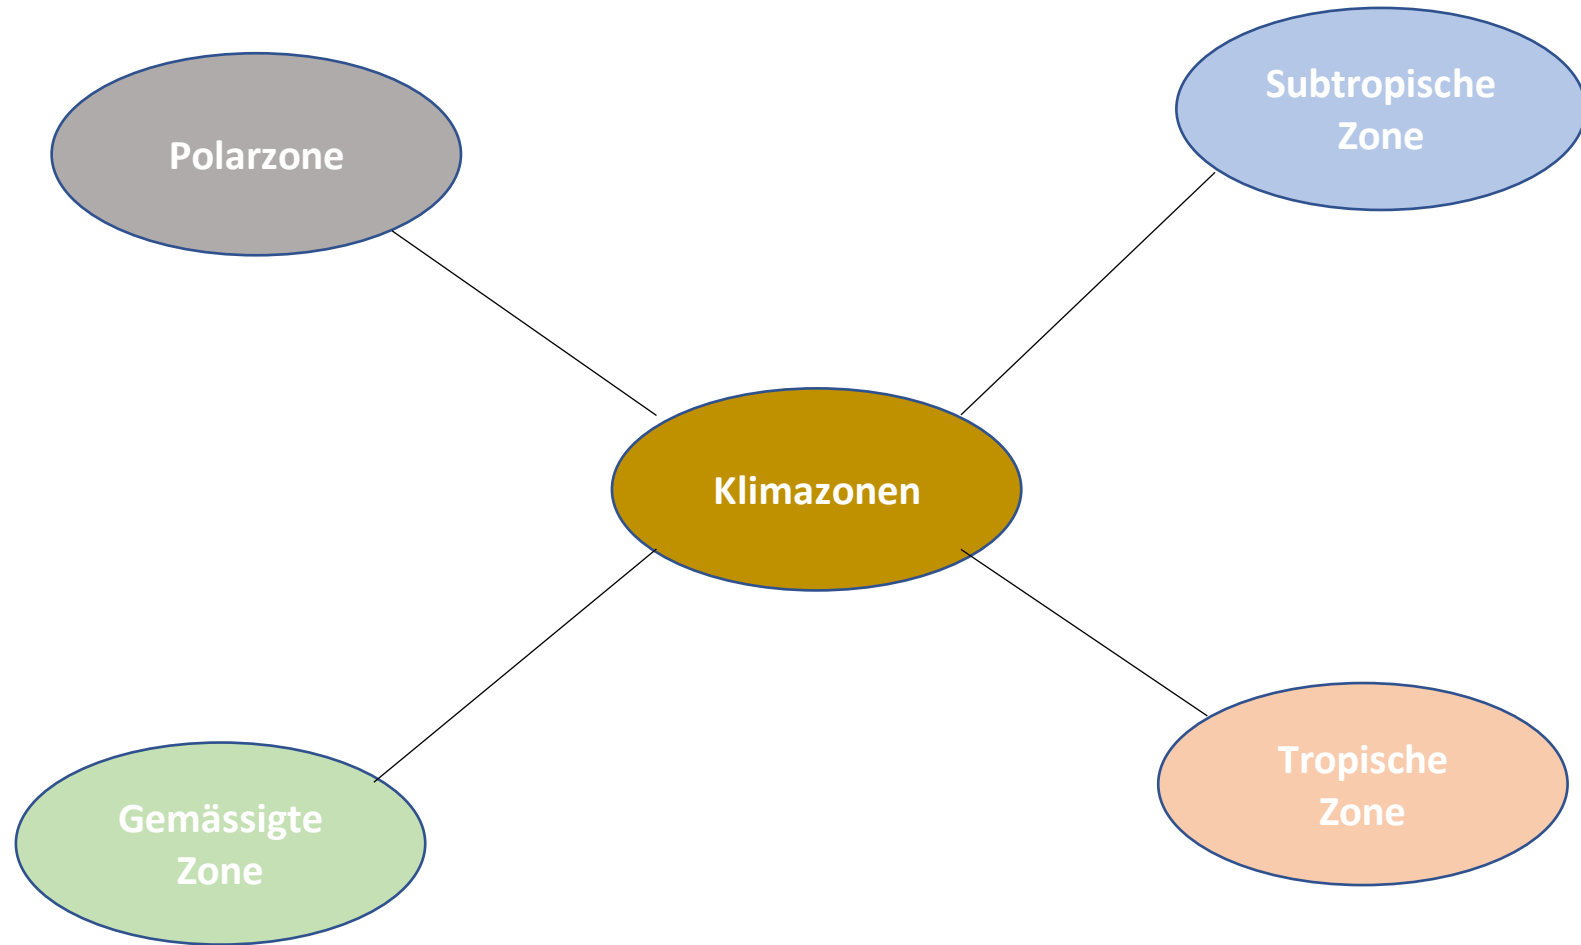 Polarzone
Subtropische
Zone
Klimazonen
Gemässigte
Zone
Tropische
Zone